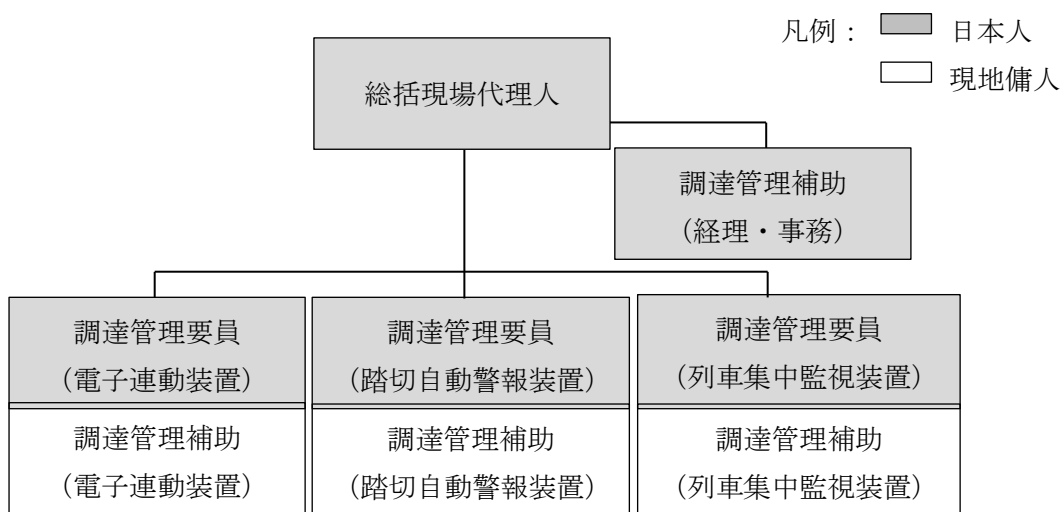 凡例： 日本人
現地傭人
総括現場代理人
調達管理補助
（経理・事務）
調達管理要員
（電子連動装置）
調達管理補助
（電子連動装置）
調達管理要員
（踏切自動警報装置）
調達管理補助
（踏切自動警報装置）
調達管理要員
（列車集中監視装置）
調達管理補助
（列車集中監視装置）